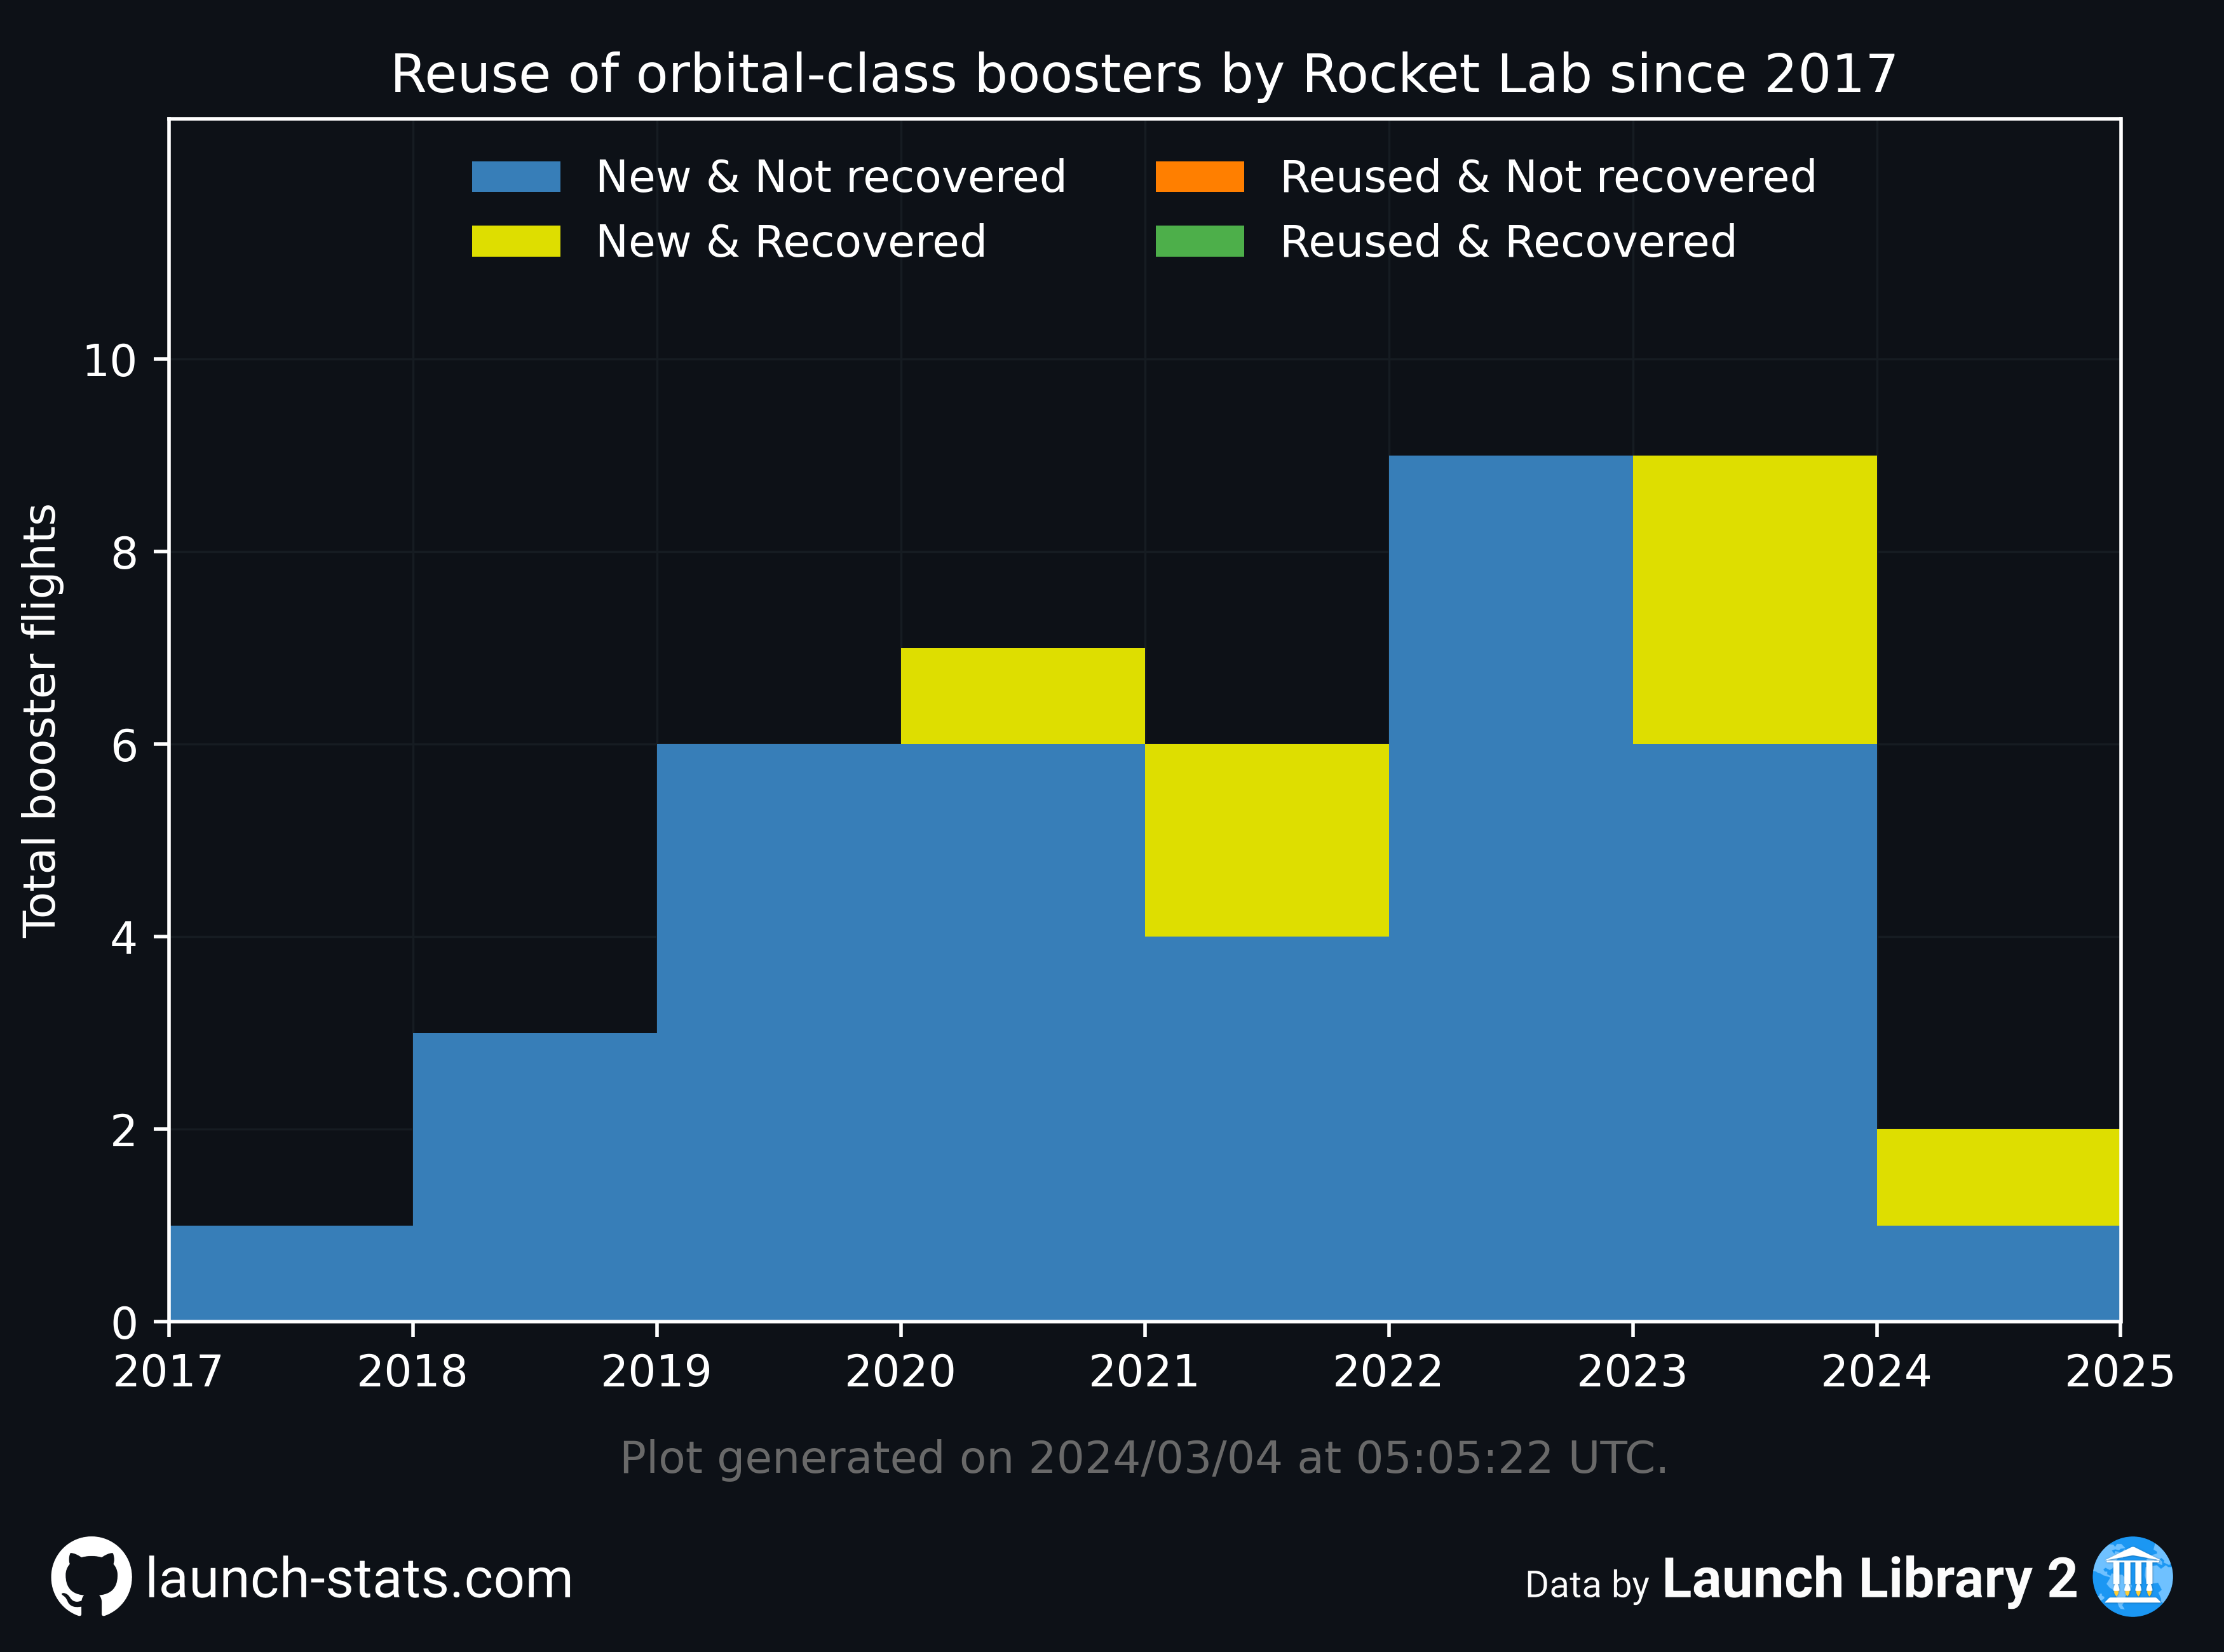 Reuse of orbital-class boosters by Rocket Lab since 2017
New & Not recovered
New & Recovered
Reused & Not recovered
Reused & Recovered
Total booster flights
10
8
6
4
2
0
2017 2018 2019 2020 2021 2022 2023 2024 2025
Plot generated on 2024/03/04 at 05:05:22 UTC.
launch-stats.com
Data by Launch Library 2